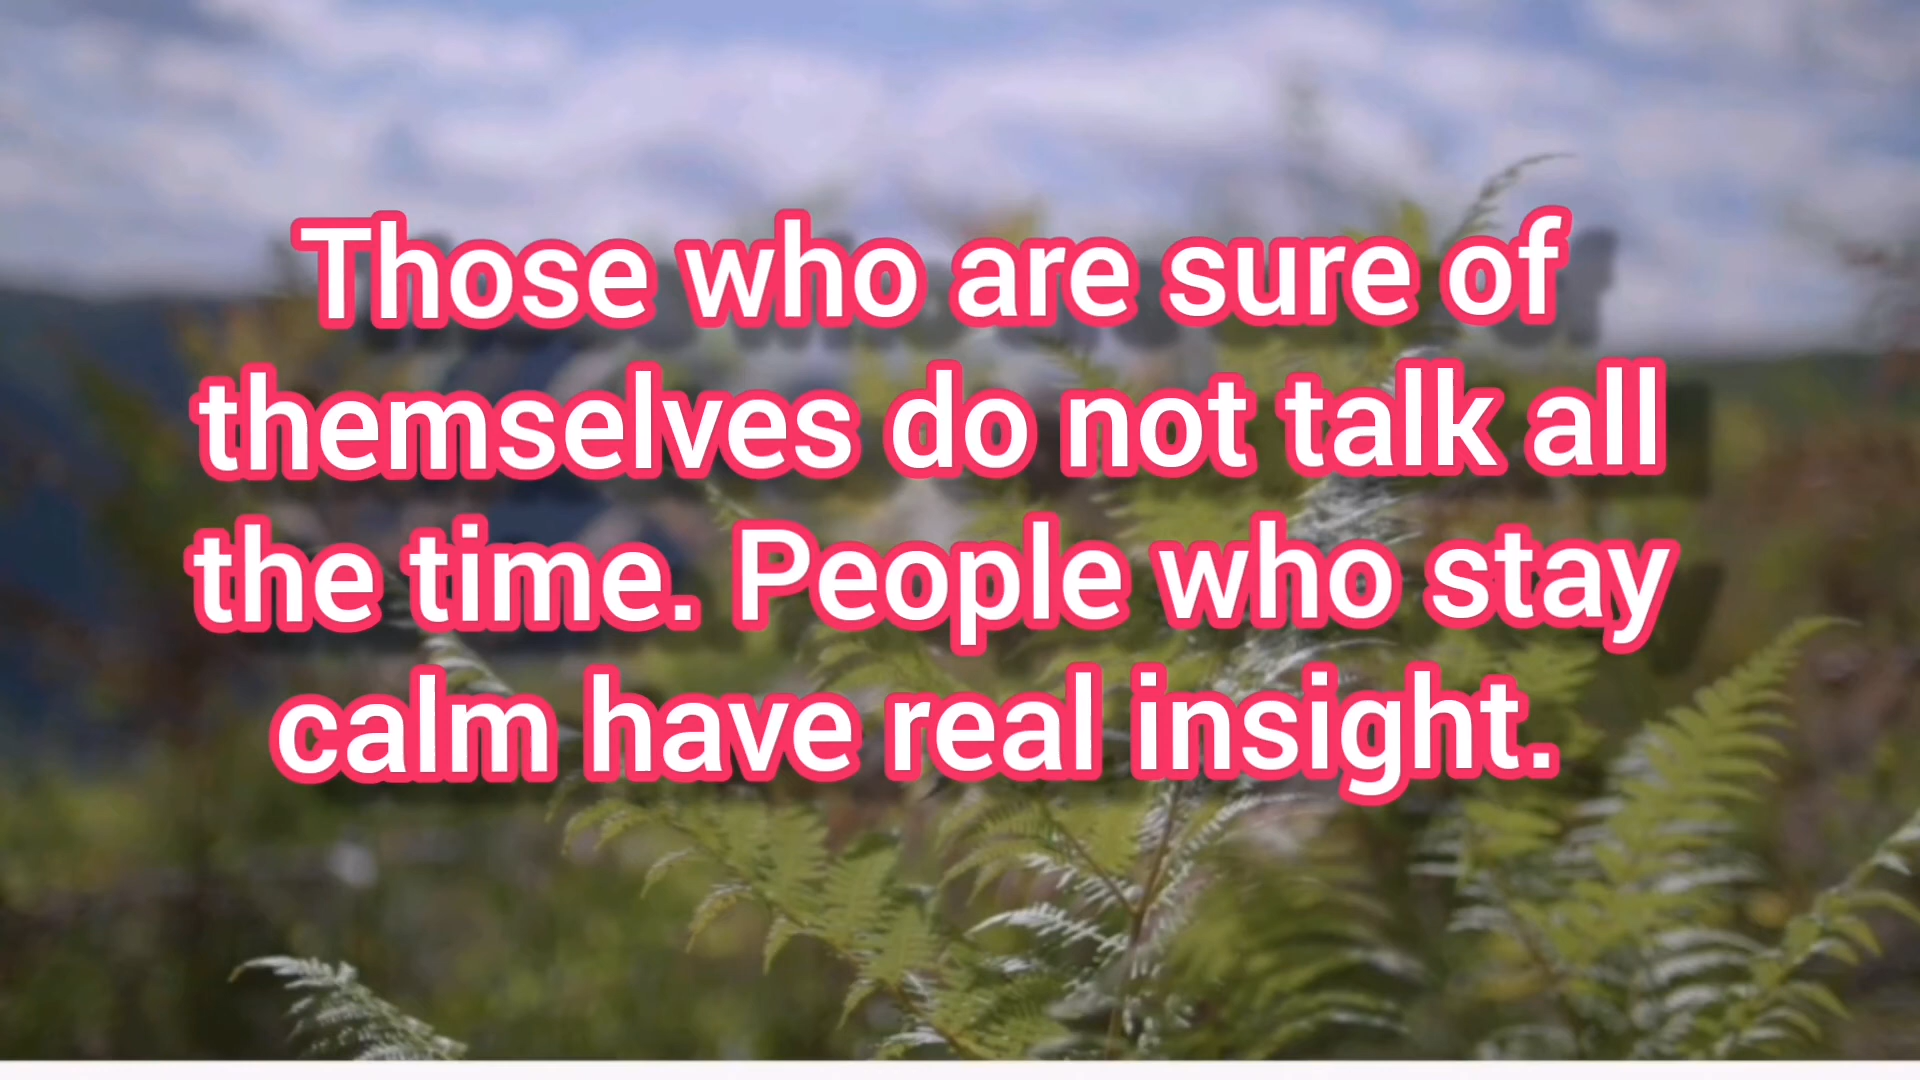 Those who are sure of
themselves do not talk all
the time. People who stay
calm have real insight.